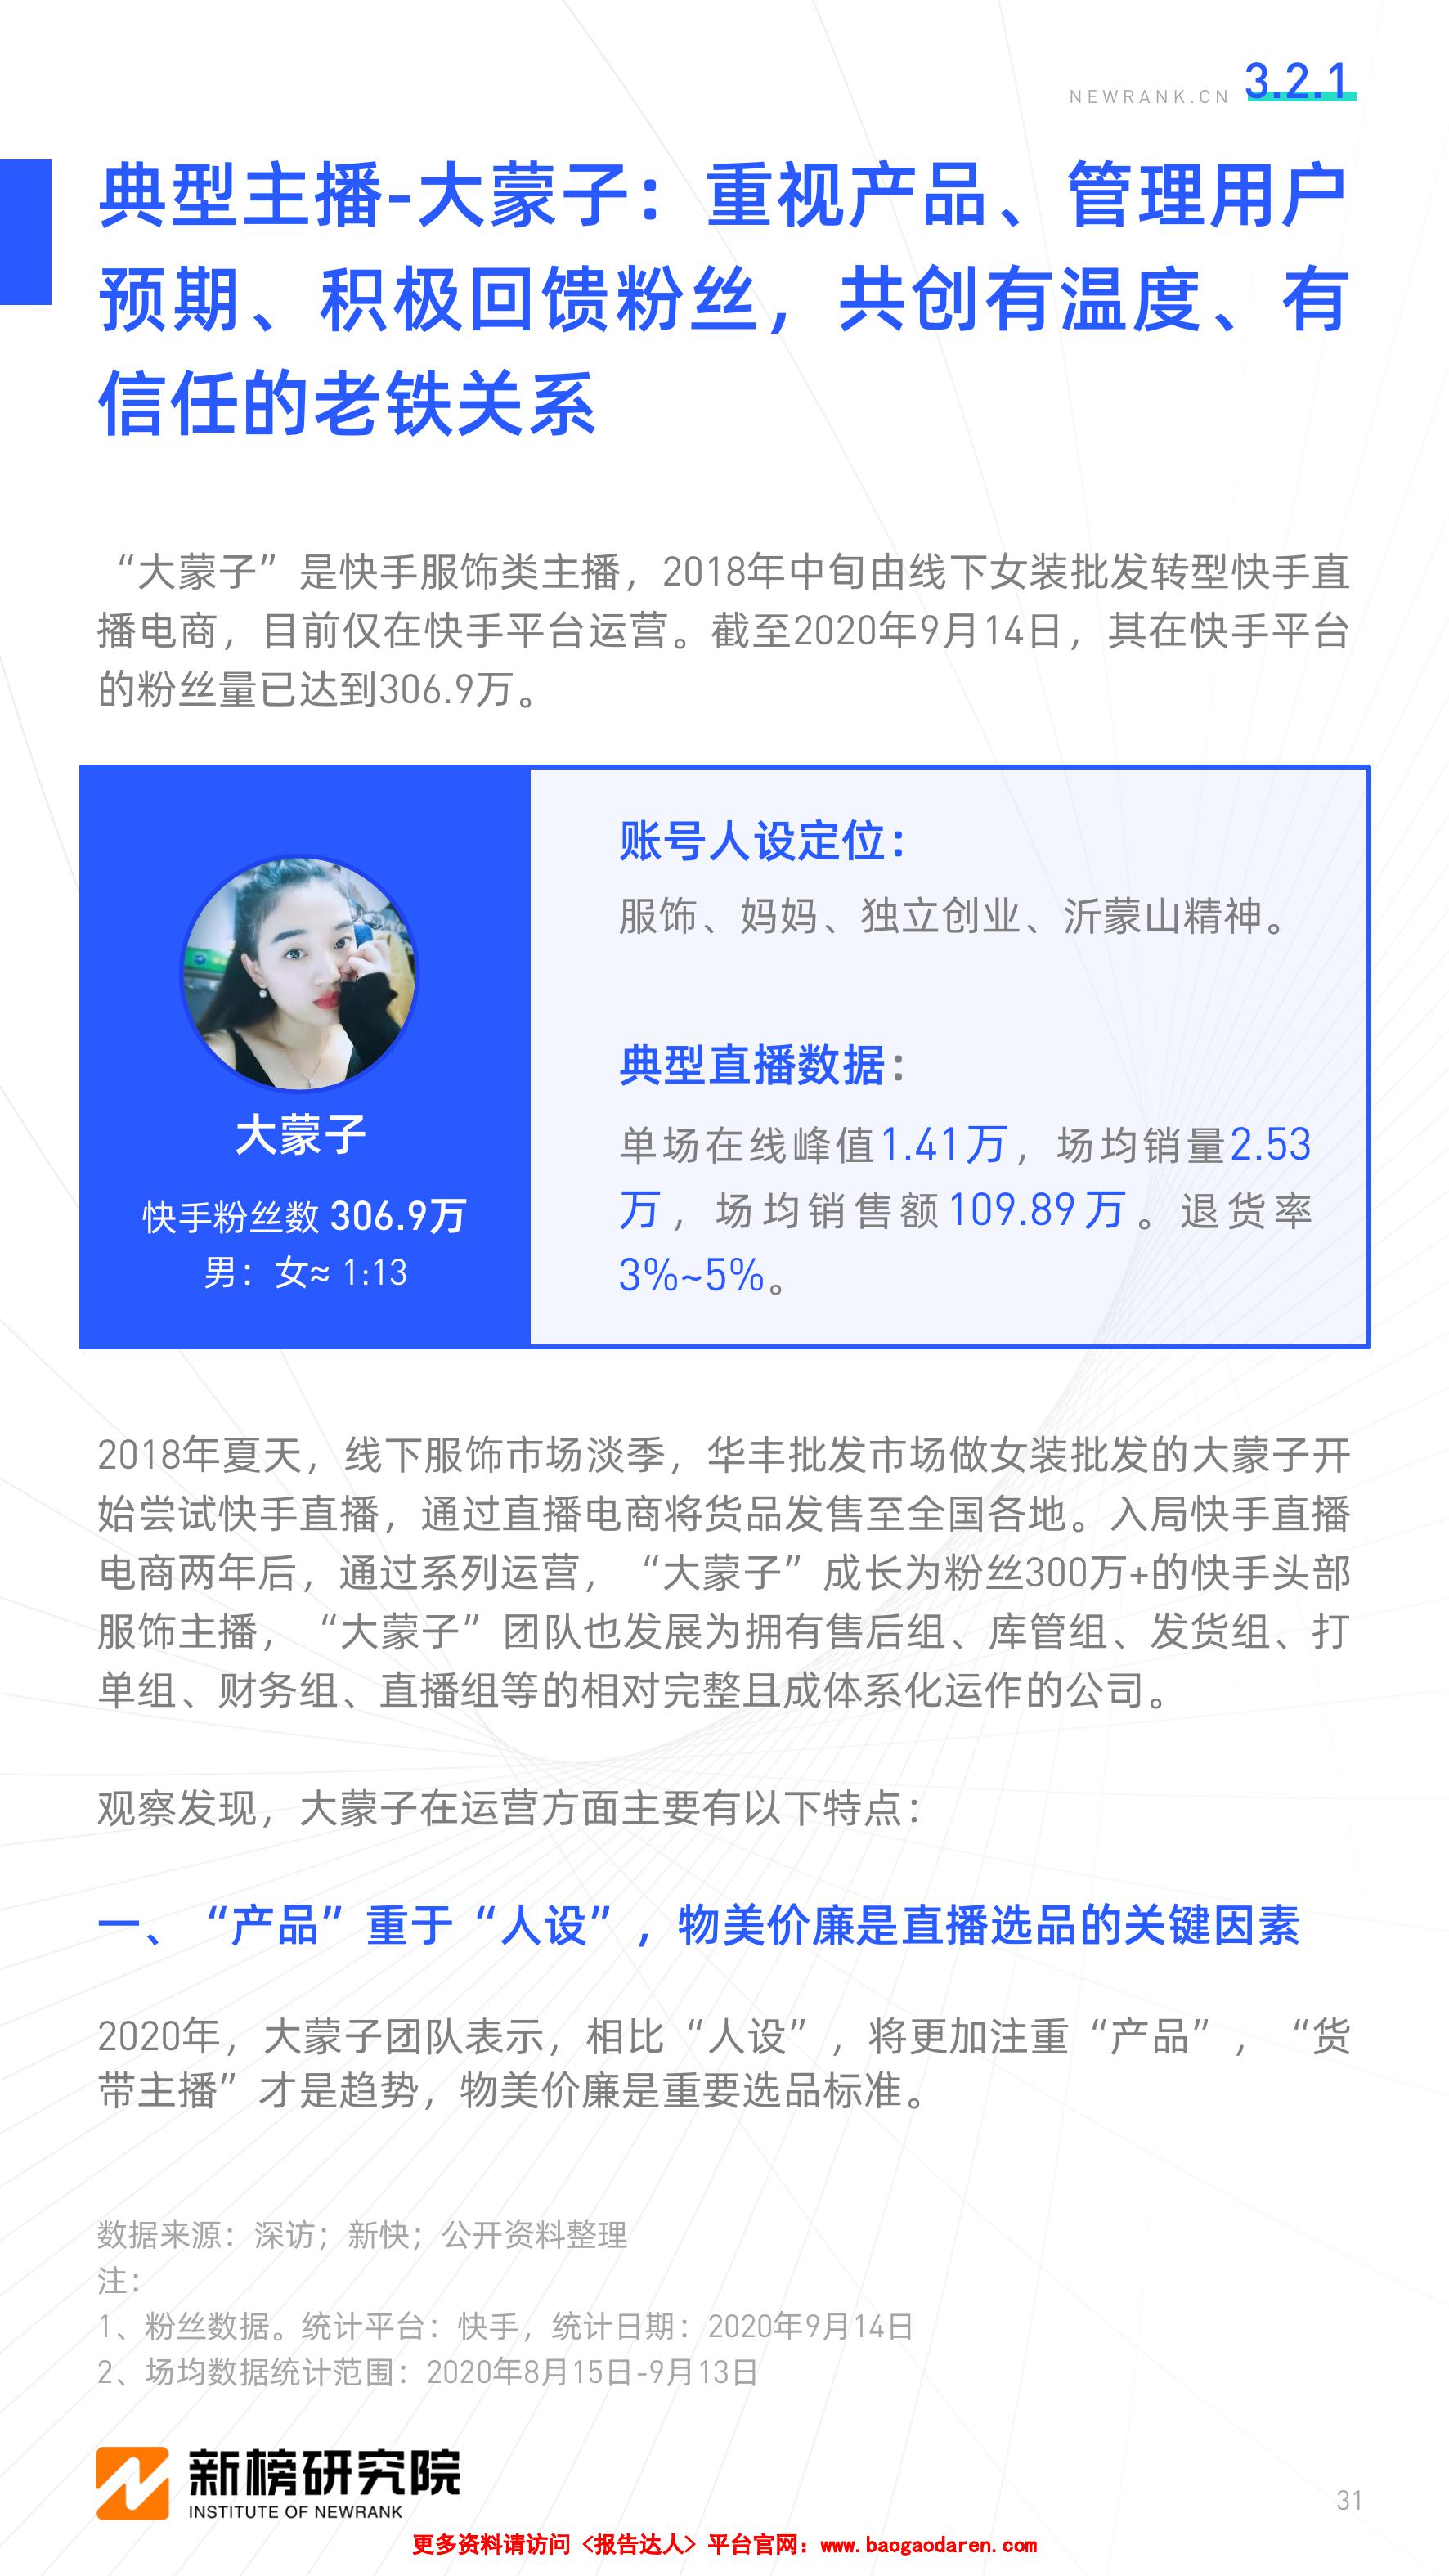 NEWRANK.CN 3.2.1
典型主播-大蒙子：重视产品、管理用户
预期、积极回馈粉丝，共创有温度、有
信任的老铁关系
“大蒙子”是快手服饰类主播，2018年中旬由线下女装批发转型快手直
播电商，目前仅在快手平台运营。截至2020年9月14日，其在快手平台
的粉丝量已达到306.9万。
大蒙子
快手粉丝数 306.9万
男：女≈ 1:13
账号人设定位：
服饰、妈妈、独立创业、沂蒙山精神。
典型直播数据：
单场在线峰值1.41万，场均销量2.53
万，场均销售额109.89万。退货率
3%~5%。
2018年夏天，线下服饰市场淡季，华丰批发市场做女装批发的大蒙子开
始尝试快手直播，通过直播电商将货品发售至全国各地。入局快手直播
电商两年后，通过系列运营，“大蒙子”成长为粉丝300万+的快手头部
服饰主播，“大蒙子”团队也发展为拥有售后组、库管组、发货组、打
单组、财务组、直播组等的相对完整且成体系化运作的公司。
观察发现，大蒙子在运营方面主要有以下特点：
一、“产品”重于“人设”，物美价廉是直播选品的关键因素
2020年，大蒙子团队表示，相比“人设”，将更加注重“产品”，“货
带主播”才是趋势，物美价廉是重要选品标准。
数据来源：深访；新快；公开资料整理
注：
1、粉丝数据。统计平台：快手，统计日期：2020年9月14日
2、场均数据统计范围：2020年8月15日-9月13日
新榜研究院
INSTITUTE OF NEWRANK
31
更多资料请访问《报告达人》平台官网：www.baogaodaren.com